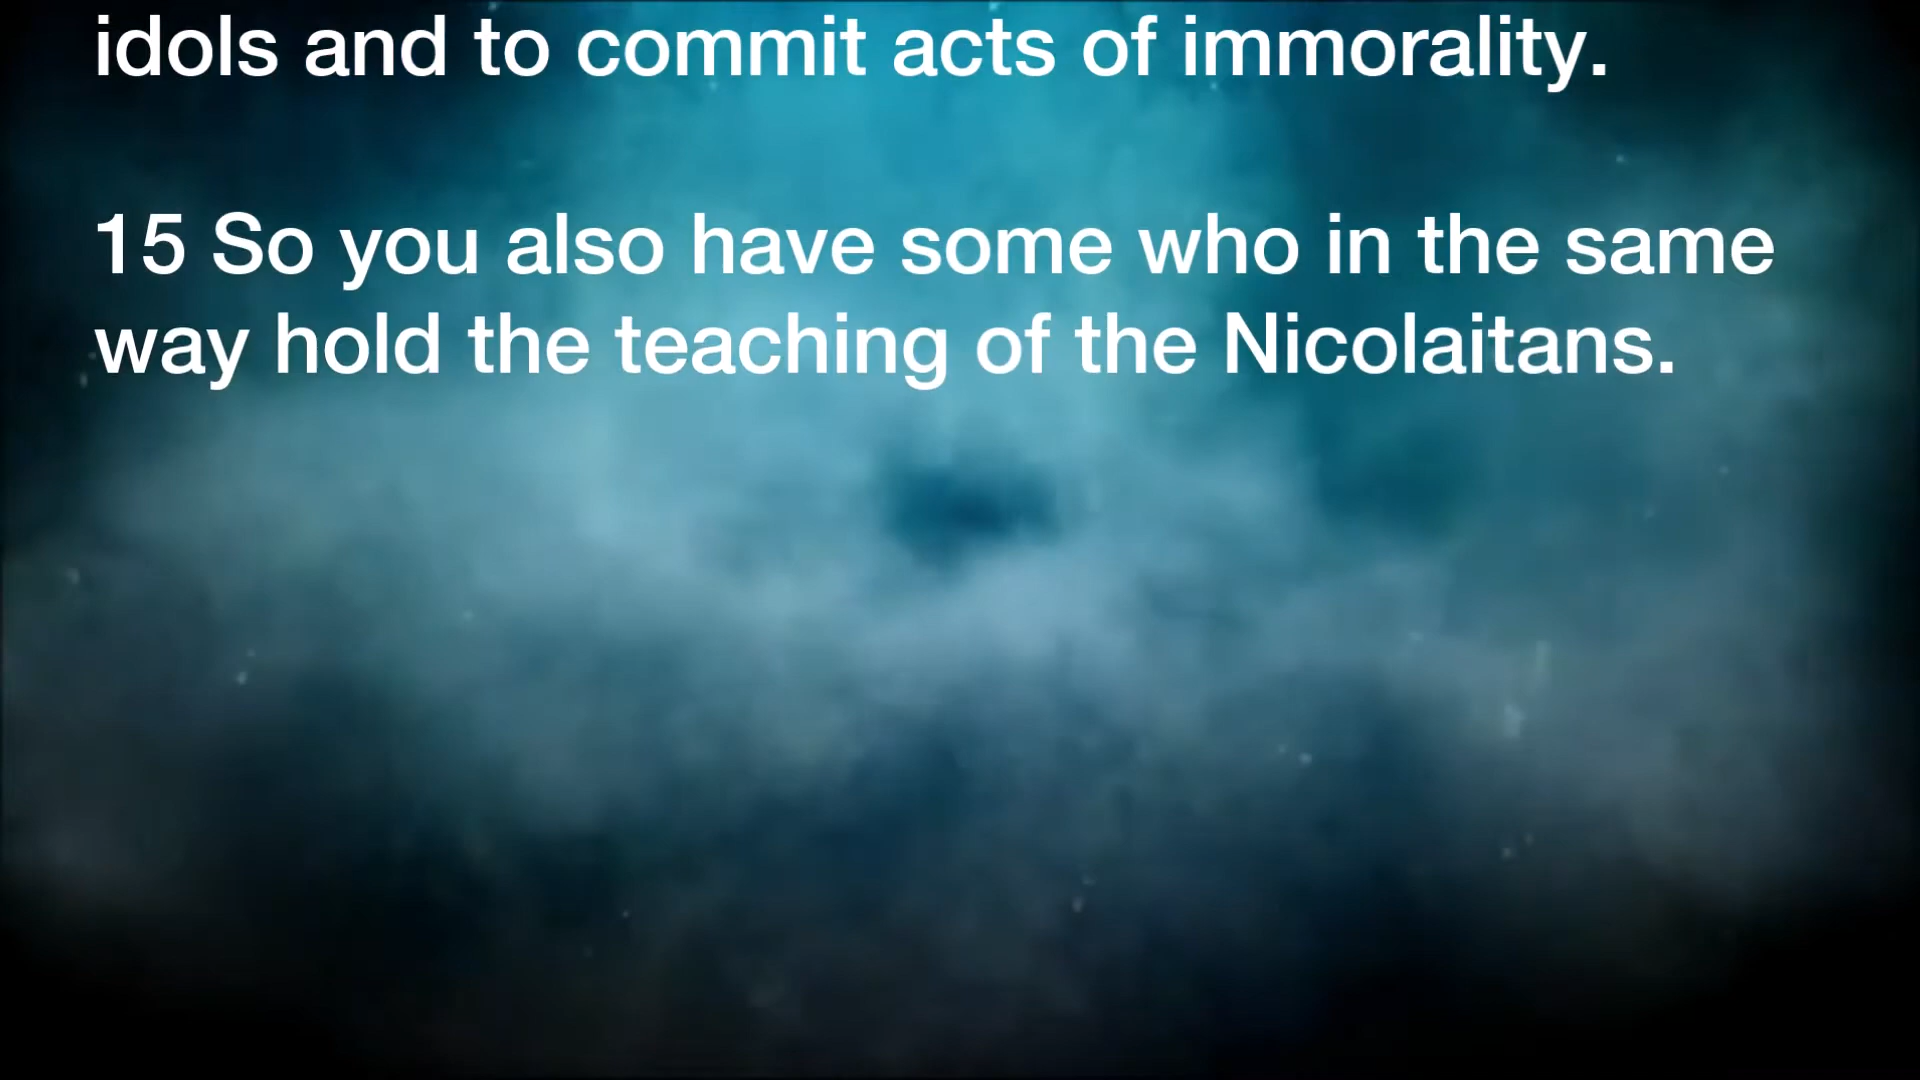 idols and to commit acts of immorality.
15 So you also have some who in the same
way hold the teaching of the Nicolaitans.